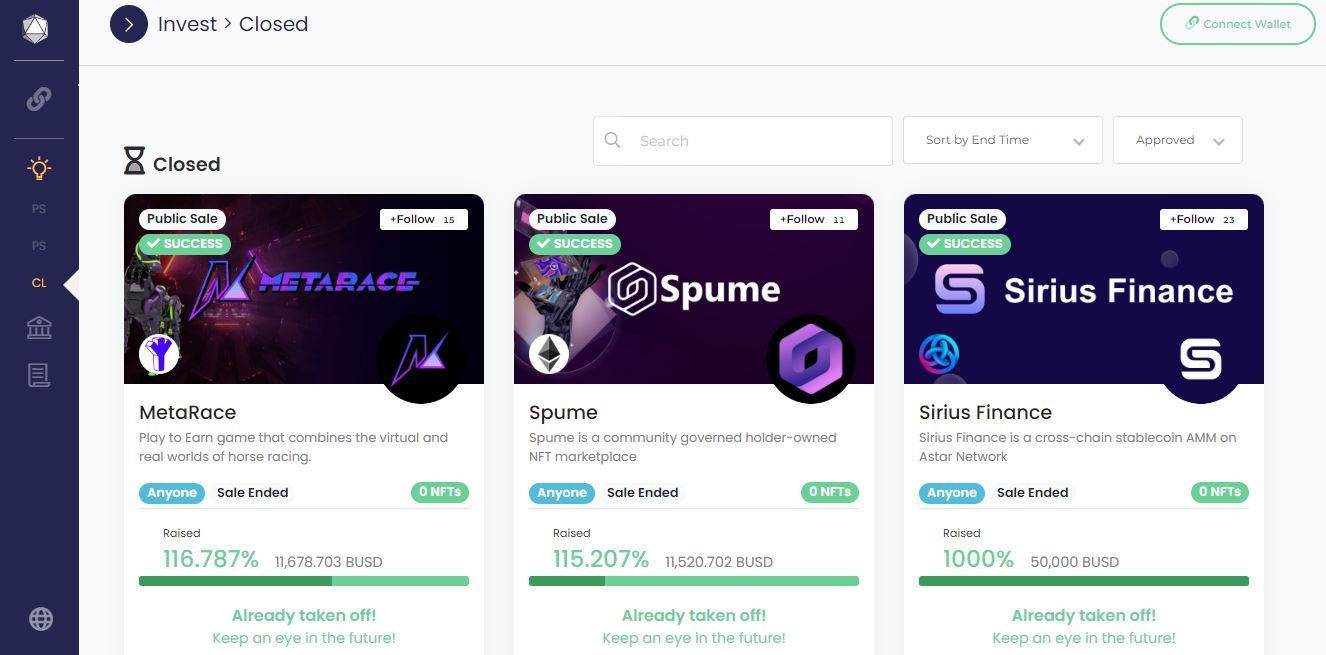 Invest > Closed
Connect Wallet
Search
Sort by End Time
Approved
Closed
PS
PS
CL
Public Sale
+Follow 15
SUCCESS
METARACE
MetaRace
Play to Earn game that combines the virtual and
real worlds of horse racing.
Anyone
Sale Ended
0 NFTs
Raised
116.787% 11,678.703 BUSD
Already taken off!
Keep an eye in the future!
Public Sale
+Follow 11
SUCCESS
Spume
Spume
Spume is a community governed holder-owned
NFT marketplace
Anyone
Sale Ended
0 NFTs
Raised
115.207% 11,520.702 BUSD
Already taken off!
Keep an eye in the future!
Public Sale
+Follow 23
SUCCESS
Sirius Finance
Sirius Finance
Sirius Finance is a cross-chain stablecoin AMM on
Astar Network
Anyone
Sale Ended
0 NFTs
Raised
1000% 50,000 BUSD
Already taken off!
Keep an eye in the future!